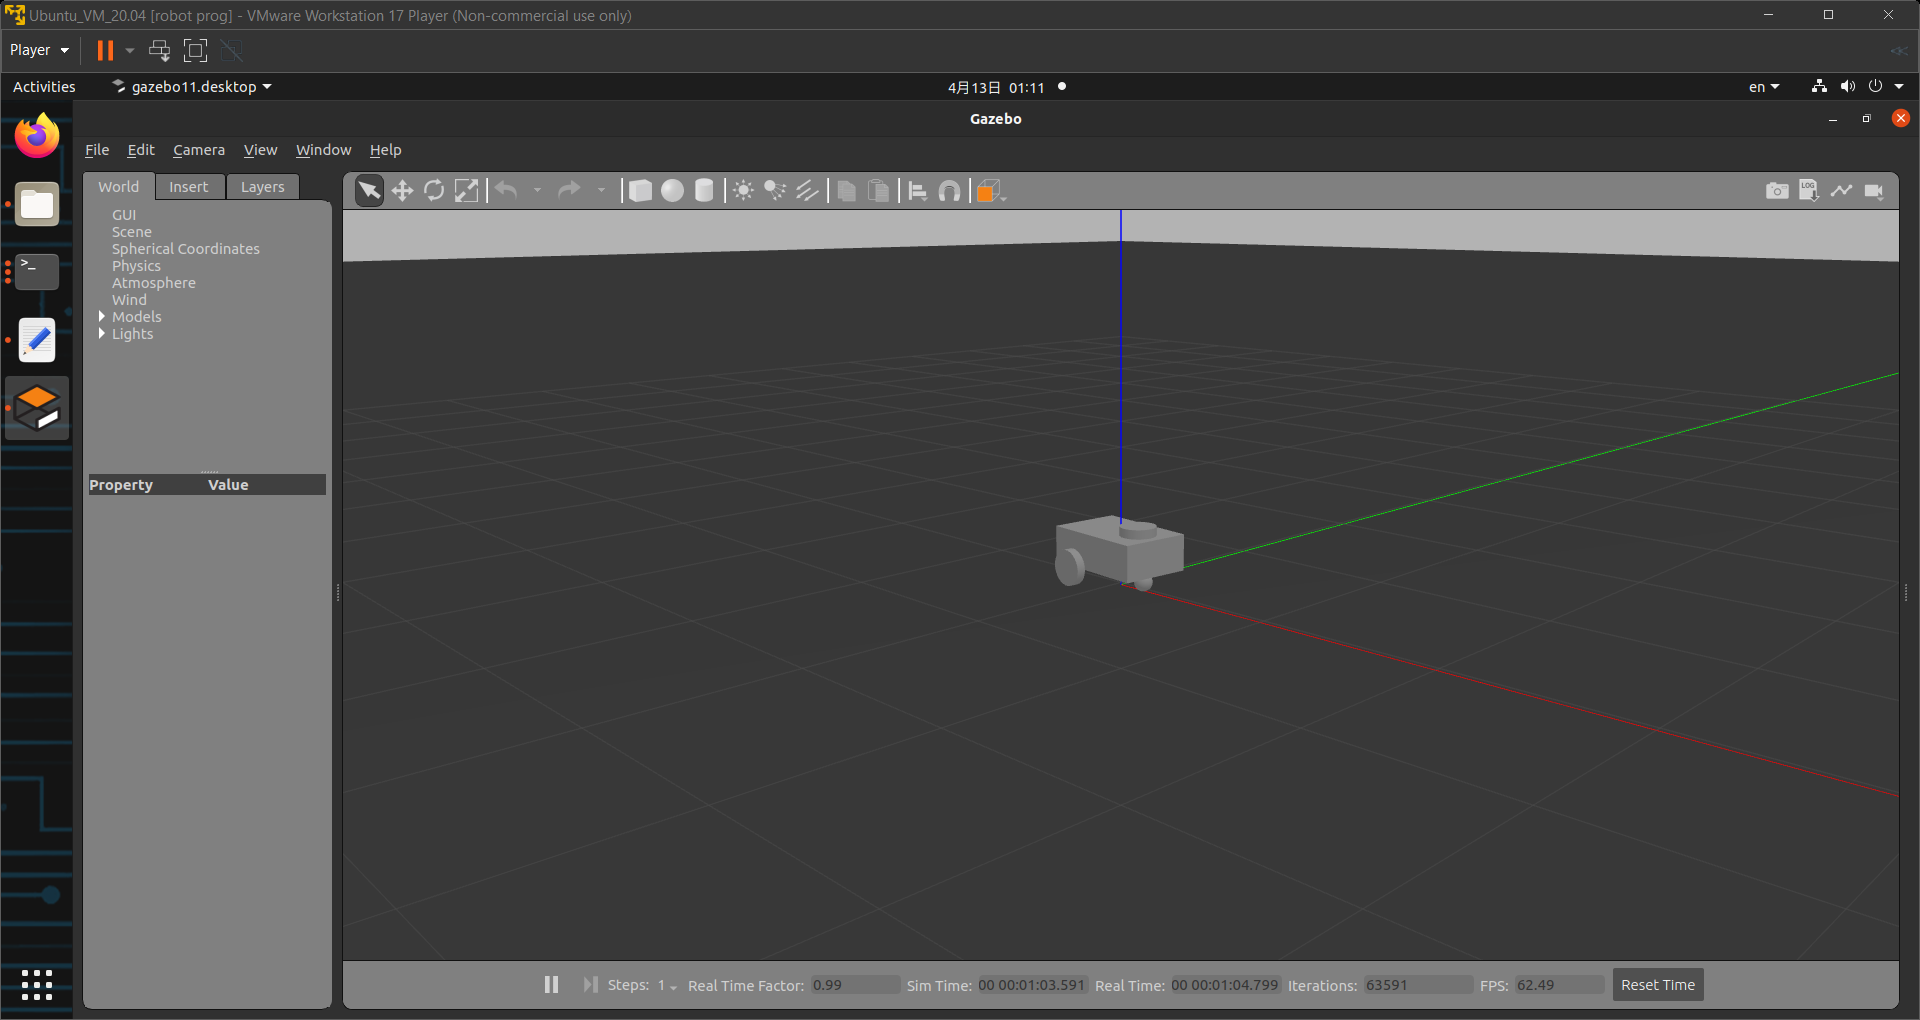 Ubuntu_VM_20.04 [robot prog] - VMware Workstation 17 Player (Non-commercial use only)
Player
Activities
gazebo11.desktop
4月13日 01:11
en
Gazebo
File Edit Camera View Window Help
World Insert Layers
GUI
Scene
Spherical Coordinates
Physics
Atmosphere
Wind
Models
Lights
Property Value
LOG
Steps: 1 Real Time Factor: 0.99 Sim Time: 00 00:01:03.591 Real Time: 00 00:01:04.799 Iterations: 63591 FPS: 62.49 Reset Time